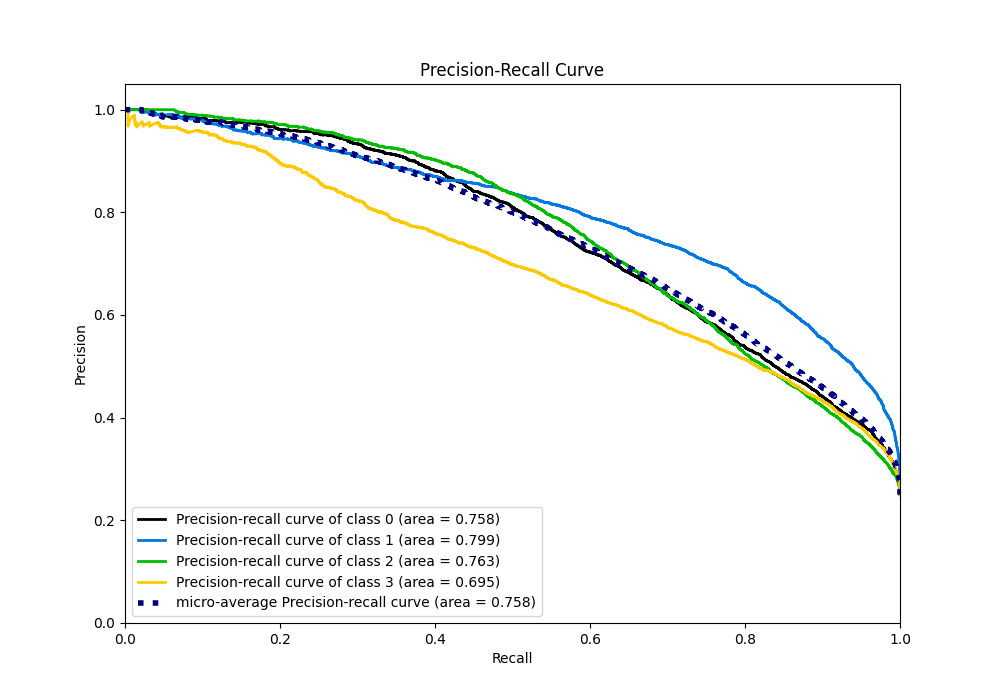 Precision-Recall Curve
1.0
0.8
0.6
0.4
0.2
0.0
Precision
Precision-recall curve of class 0 (area = 0.758)
Precision-recall curve of class 1 (area = 0.799)
Precision-recall curve of class 2 (area = 0.763)
Precision-recall curve of class 3 (area = 0.695)
micro-average Precision-recall curve (area = 0.758)
0.0 0.2 0.4 0.6 0.8 1.0
Recall